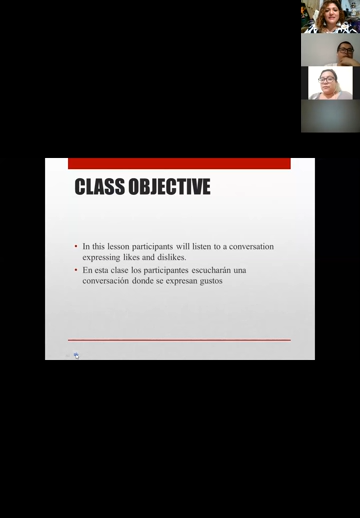 CLASS OBJECTIVE
• In this lesson participants will listen to a conversation
expressing likes and dislikes.
• En esta clase los participantes escucharán una
conversación donde se expresan gustos